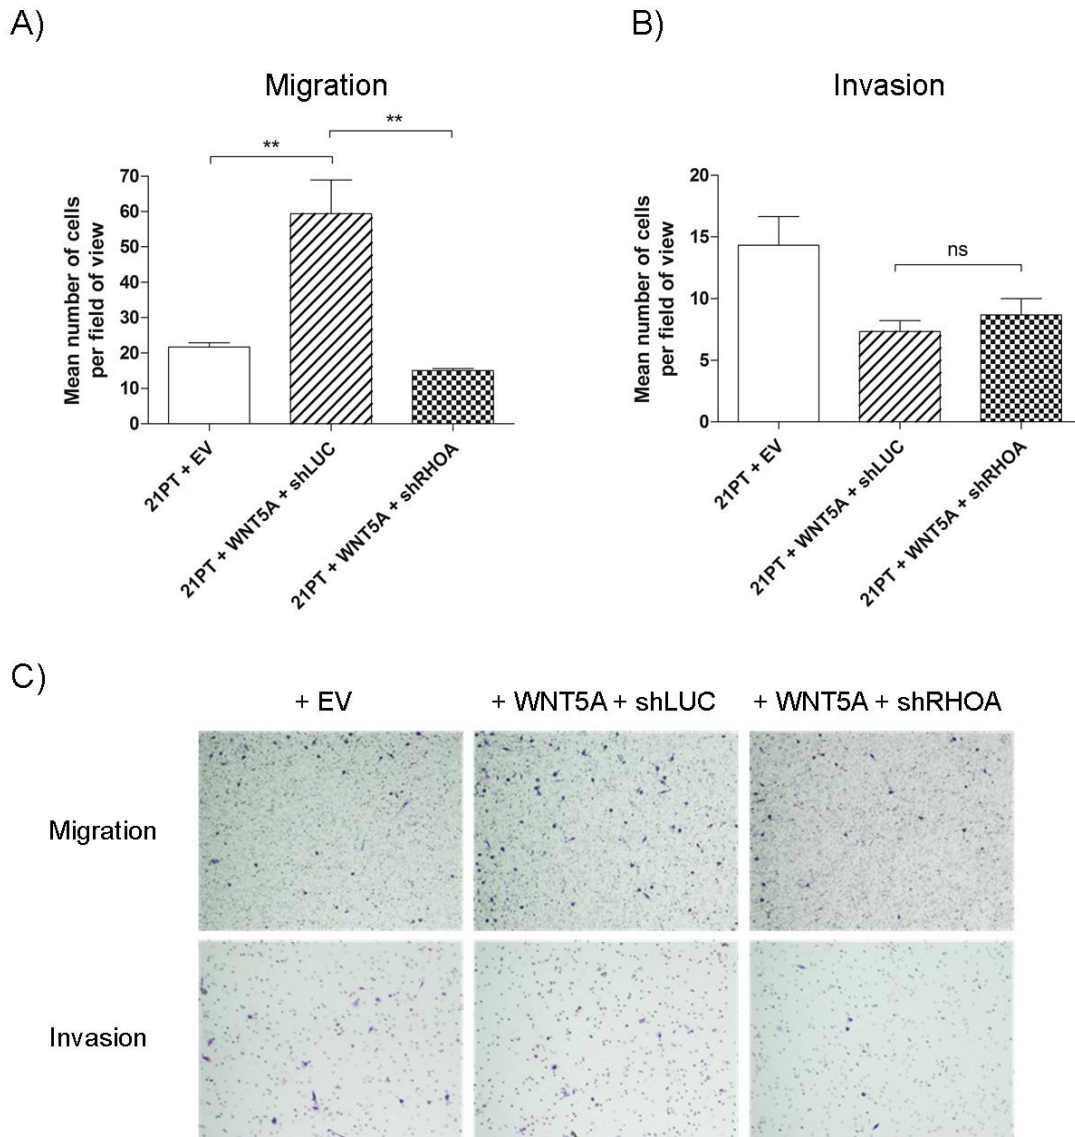 A)
Migration
**
**
Mean number of cells
per field of view
70
60
50
40
30
20
10
0
21PT + EV
21PT + WNT5A + shLUC
21PT + WNT5A + shRHOA
B)
Invasion
ns
Mean number of cells
per field of view
20
15
10
5
0
21PT + EV
21PT + WNT5A + shLUC
21PT + WNT5A + shRHOA
C)
+ EV
+ WNT5A + shLUC
+ WNT5A + shRHOA
Migration
Invasion